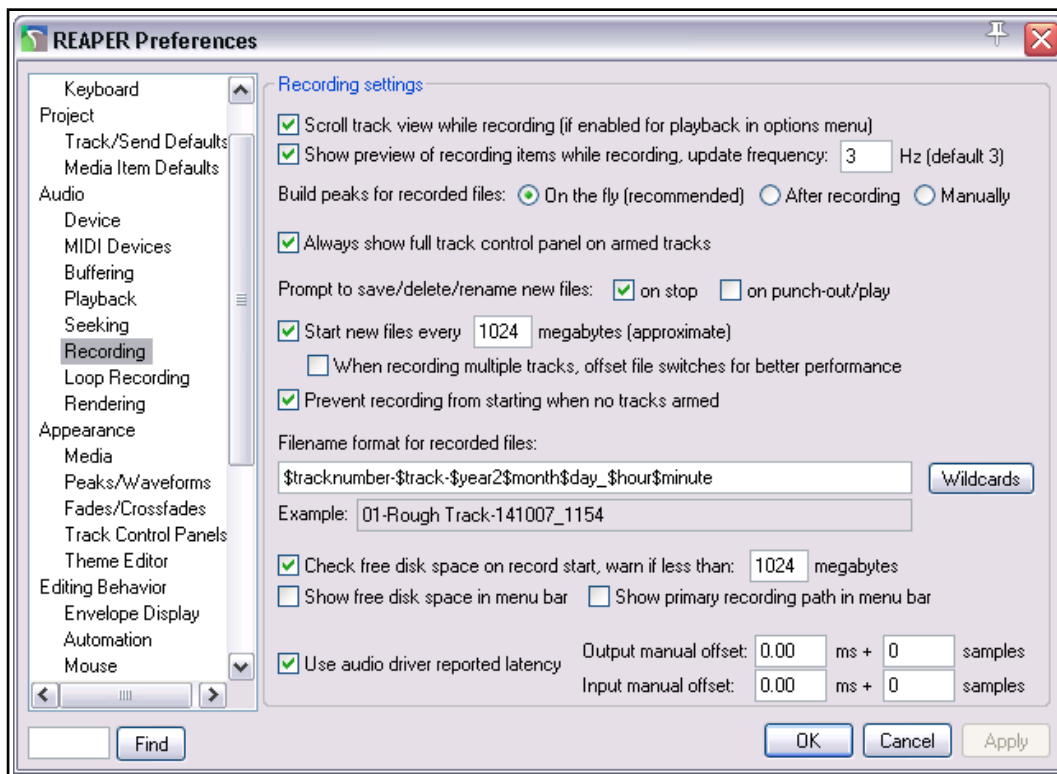 REAPER Preferences
Keyboard
Project
Track/Send Defaults
Media Item Defaults
Audio
Device
MIDI Devices
Buffering
Playback
Seeking
Recording
Loop Recording
Rendering
Appearance
Media
Peaks/Waveforms
Fades/Crossfades
Track Control Panels
Theme Editor
Editing Behavior
Envelope Display
Automation
Mouse
Find
Recording settings
Scroll track view while recording (if enabled for playback in options menu)
Show preview of recording items while recording, update frequency: 3 Hz (default 3)
Build peaks for recorded files: On the fly (recommended) After recording Manually
Always show full track control panel on armed tracks
Prompt to save/delete/rename new files: on stop on punch-out/play
Start new files every 1024 megabytes (approximate)
When recording multiple tracks, offset file switches for better performance
Prevent recording from starting when no tracks armed
Filename format for recorded files:
$tracknumber-$track-$year2$month$day_$hour$minute Wildcards
Example: 01-Rough Track-141007_1154
Check free disk space on record start, warn if less than: 1024 megabytes
Show free disk space in menu bar Show primary recording path in menu bar
Use audio driver reported latency Output manual offset: 0.00 ms + 0 samples
Input manual offset: 0.00 ms + 0 samples
OK Cancel Apply